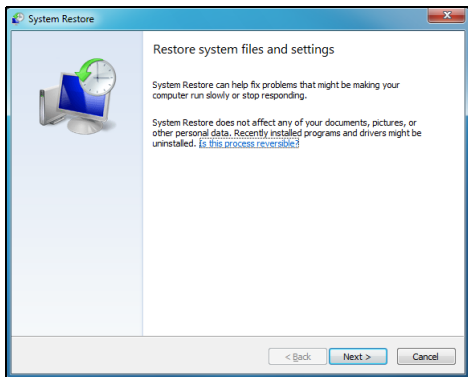 System Restore
Restore system files and settings
System Restore can help fix problems that might be making your
computer run slowly or stop responding.
System Restore does not affect any of your documents, pictures, or
other personal data. Recently installed programs and drivers might be
uninstalled. Is this process reversible?
< Back
Next >
Cancel